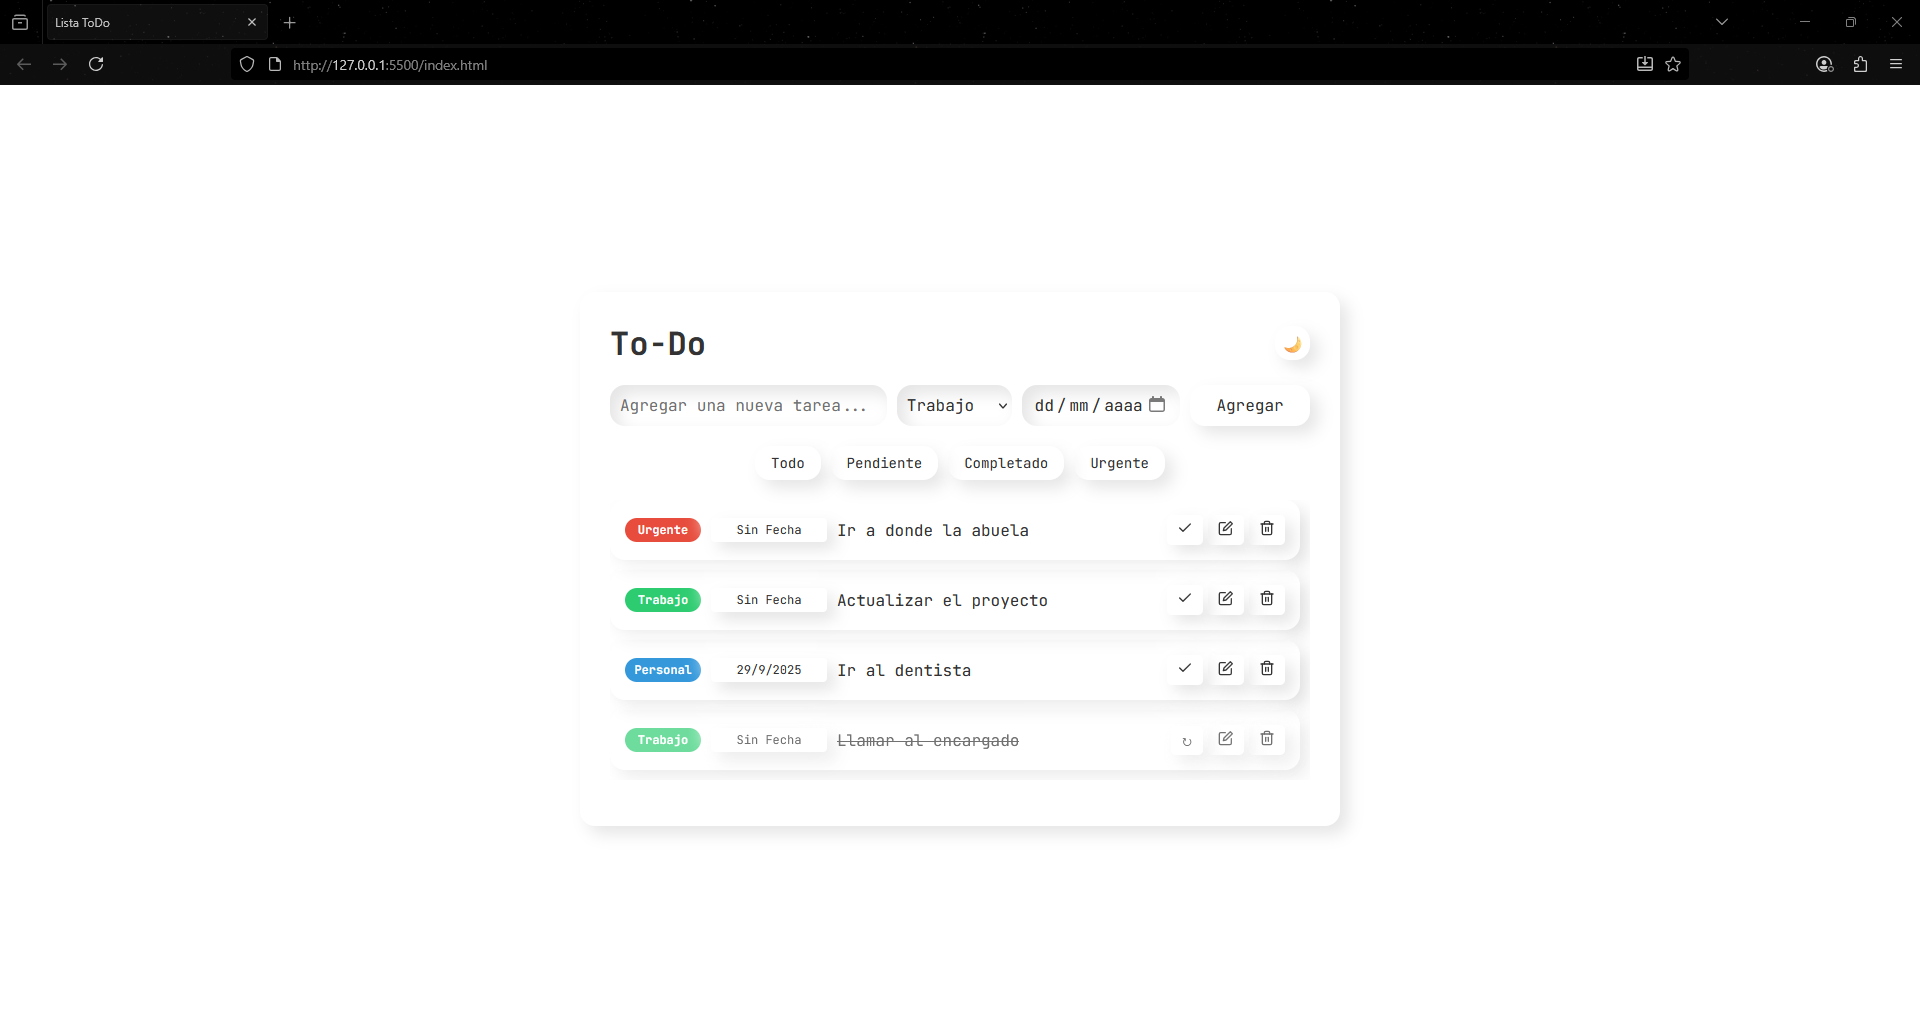 Lista ToDo
http://127.0.0.1:5500/index.html
To-Do
Agregar una nueva tarea... Trabajo dd/mm/aaaa Agregar
Todo Pendiente Completado Urgente
Urgente Sin Fecha Ir a donde la abuela
Trabajo Sin Fecha Actualizar el proyecto
Personal 29/9/2025 Ir al dentista
Trabajo Sin Fecha Llamar al encargado